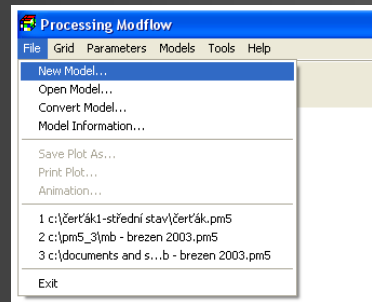 Processing Modflow
File Grid Parameters Models Tools Help
New Model...
Open Model...
Convert Model...
Model Information...
Save Plot As...
Print Plot...
Animation...
1 c:\čerťák1-střední stav\čerťák.pm5
2 c:\pm5_3\mb - brezen 2003.pm5
3 c:\documents and s...b - brezen 2003.pm5
Exit